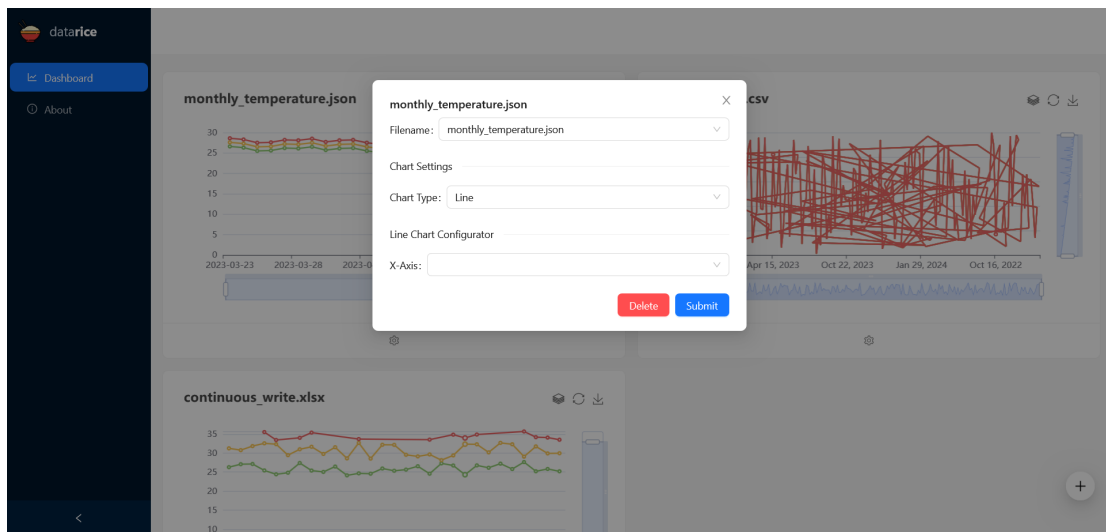 datarice
Dashboard
About
monthly_temperature.json
30
25
20
15
10
5
0
2023-03-23 2023-03-28 2023-0
monthly_temperature.json
Filename: monthly_temperature.json
Chart Settings
Chart Type: Line
Line Chart Configurator
X-Axis:
Delete Submit
.csv
Apr 15, 2023 Oct 22, 2023 Jan 29, 2024 Oct 16, 2022
continuous_write.xlsx
35
30
25
20
15
10